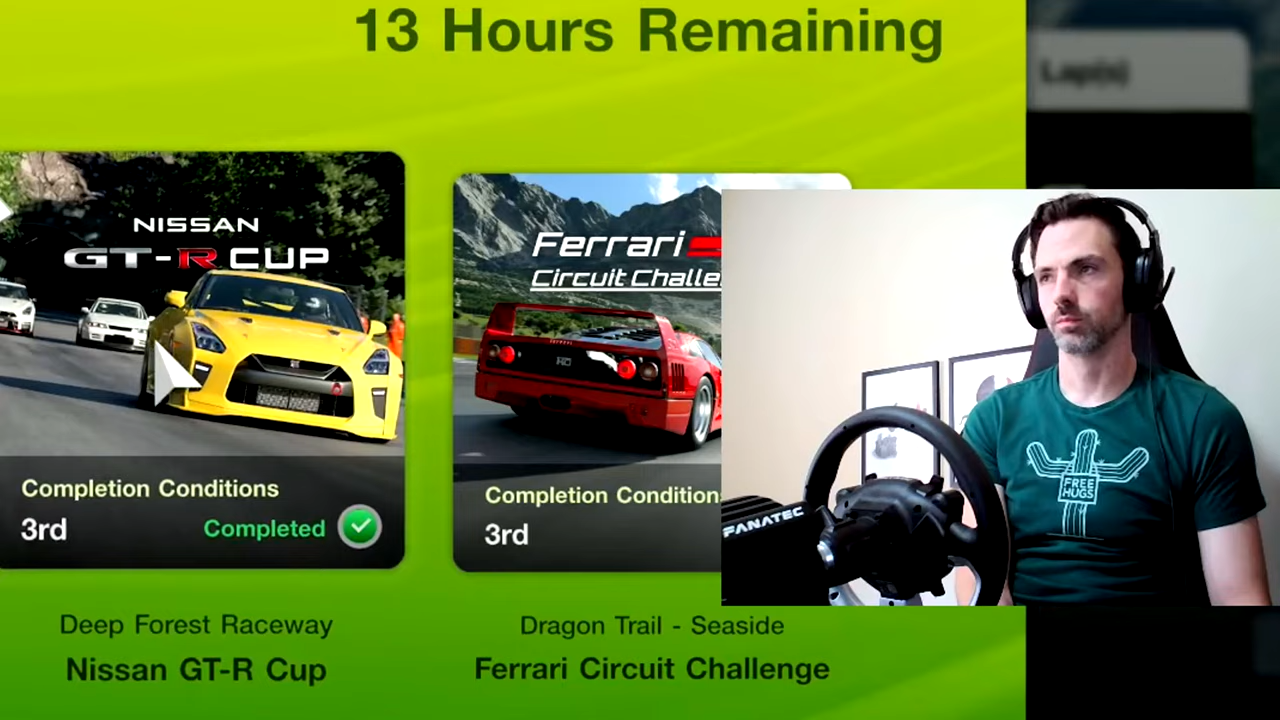 13 Hours Remaining
Lap(s)
NISSAN
GT-R CUP
Ferrari
Circuit Challe
Completion Conditions
3rd
Completed
Completion Conditions
3rd
FANATEC
FREE
HUGS
Deep Forest Raceway
Nissan GT-R Cup
Dragon Trail - Seaside
Ferrari Circuit Challenge